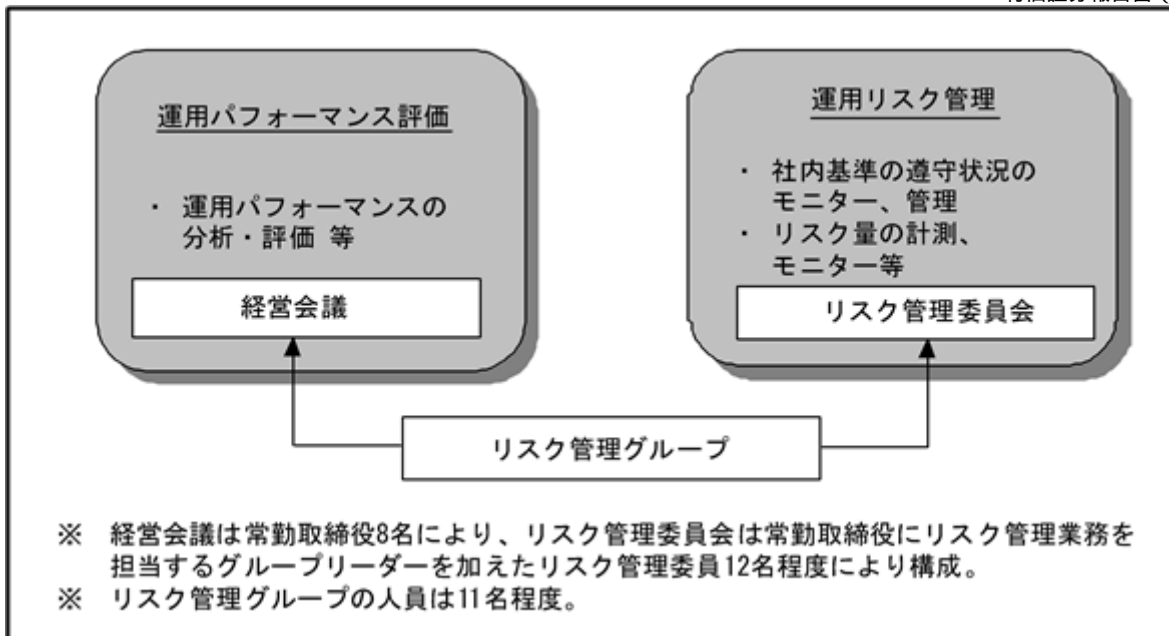 運用パフォーマンス評価
・ 運用パフォーマンスの
分析・評価 等
経営会議
運用リスク管理
・ 社内基準の遵守状況の
モニター、管理
・ リスク量の計測、
モニター等
リスク管理委員会
リスク管理グループ
※ 経営会議は常勤取締役8名により、リスク管理委員会は常勤取締役にリスク管理業務を
担当するグループリーダーを加えたリスク管理委員12名程度により構成。
※ リスク管理グループの人員は11名程度。